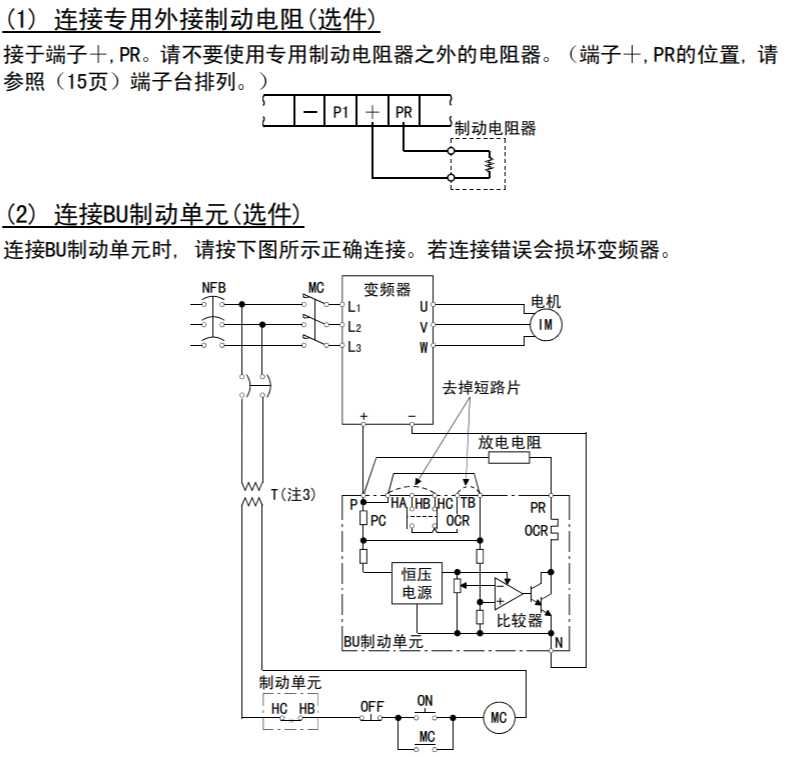 (1) 连接专用外接制动电阻(选件)
接于端子＋,PR。请不要使用专用制动电阻器之外的电阻器。（端子＋,PR的位置, 请
参照（15页）端子台排列。）
－ P1 ＋ PR
制动电阻器
(2) 连接BU制动单元(选件)
连接BU制动单元时, 请按下图所示正确连接。若连接错误会损坏变频器。
NFB MC 变频器 电机
L1 U
L2 V IM
L3 W
去掉短路片
+ −
放电电阻
T(注3)
P HA HB HC TB PR
PC OCR OCR
恒压
电源
−
+
比较器
BU制动单元 N
制动单元
HC HB OFF ON MC
MC